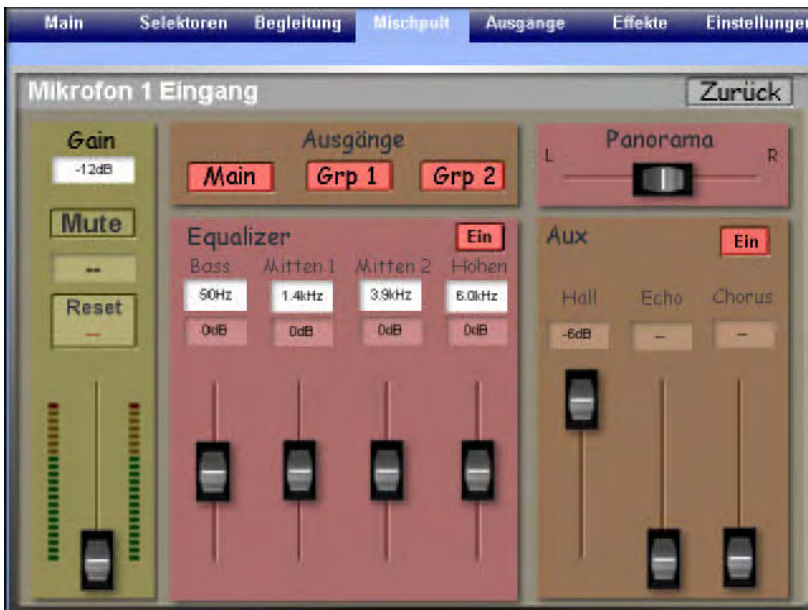 Main Selektoren Begleitung Mischpult Ausgänge Effekte Einstellungen
Mikrofon 1 Eingang Zurück
Gain
-12dB
Mute
--
Reset
--
Ausgänge
Main Grp 1 Grp 2
Panorama
L R
Equalizer Ein
Bass Mitten 1 Mitten 2 Höhen
50Hz 1.4kHz 3.9kHz 6.0kHz
0dB 0dB 0dB 0dB
Aux Ein
Hall Echo Chorus
-6dB -- --